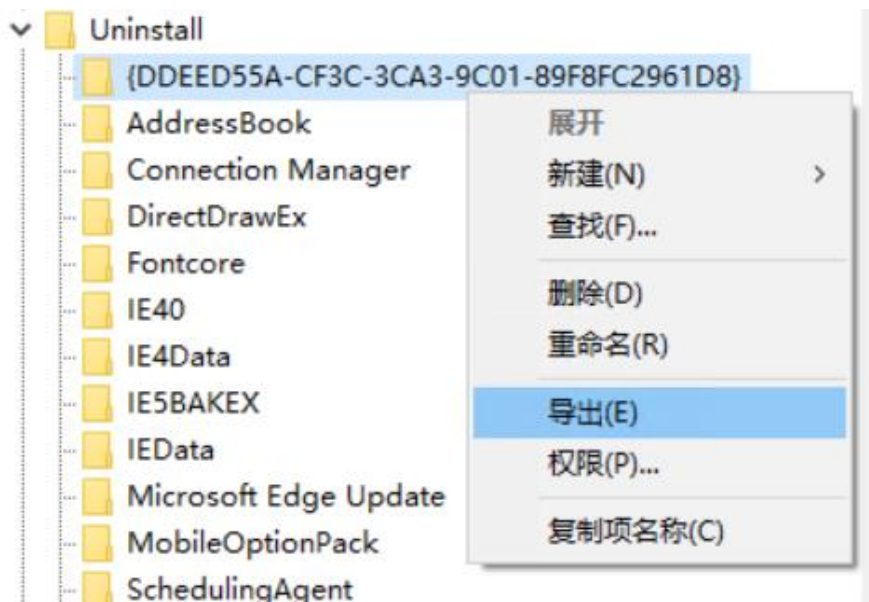 Uninstall
{DDEED55A-CF3C-3CA3-9C01-89F8FC2961D8}
AddressBook
Connection Manager
DirectDrawEx
Fontcore
IE40
IE4Data
IE5BAKEX
IEData
Microsoft Edge Update
MobileOptionPack
SchedulingAgent
展开
新建(N)
查找(F)...
删除(D)
重命名(R)
导出(E)
权限(P)...
复制项名称(C)